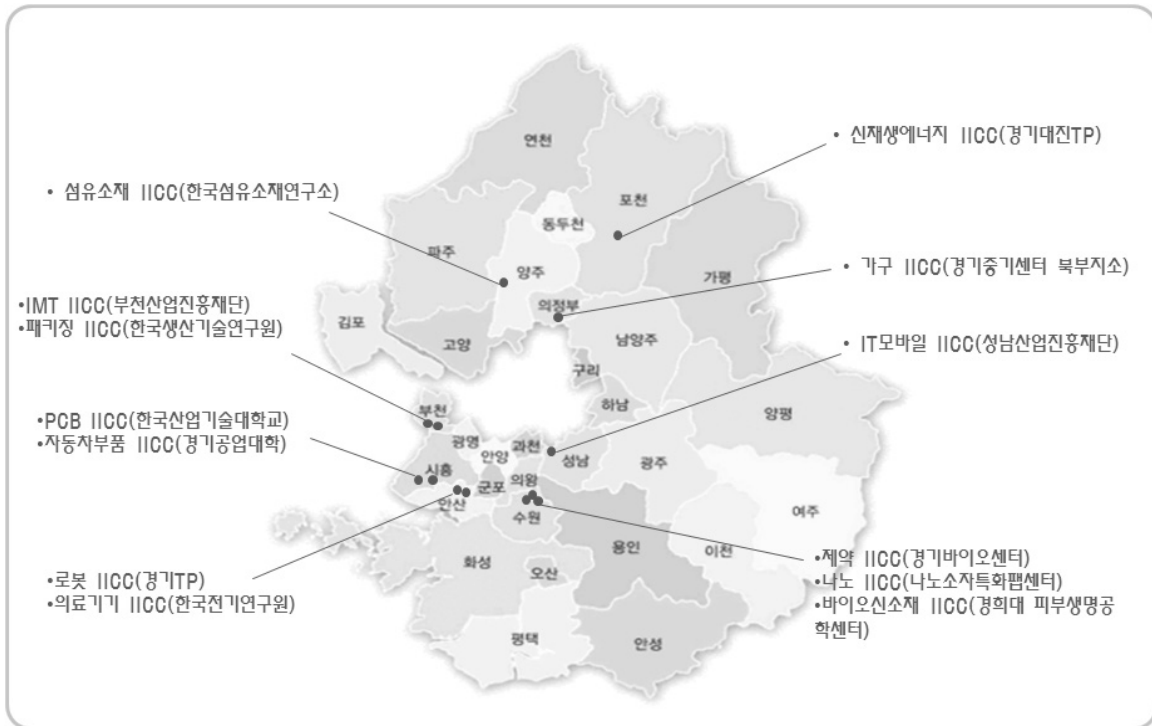 연천
• 신재생에너지 IICC(경기대진TP)
• 섬유소재 IICC(한국섬유소재연구소)
포천
동두천
파주
양주
• 가구 IICC(경기중기센터 북부지소)
가평
•IMT IICC(부천산업진흥재단)
의정부
•패키징 IICC(한국생산기술연구원)
김포
고양
남양주
• IT모바일 IICC(성남산업진흥재단)
구리
하남
양평
부천
•PCB IICC(한국산업기술대학교)
•자동차부품 IICC(경기공업대학)
광명
안양
과천
성남
광주
시흥
군포
의왕
안산
수원
여주
용인
이천
화성
오산
•제약 IICC(경기바이오센터)
•나노 IICC(나노소자특화팹센터)
•바이오신소재 IICC(경희대 피부생명공
학센터)
•로봇 IICC(경기TP)
•의료기기 IICC(한국전기연구원)
평택
안성